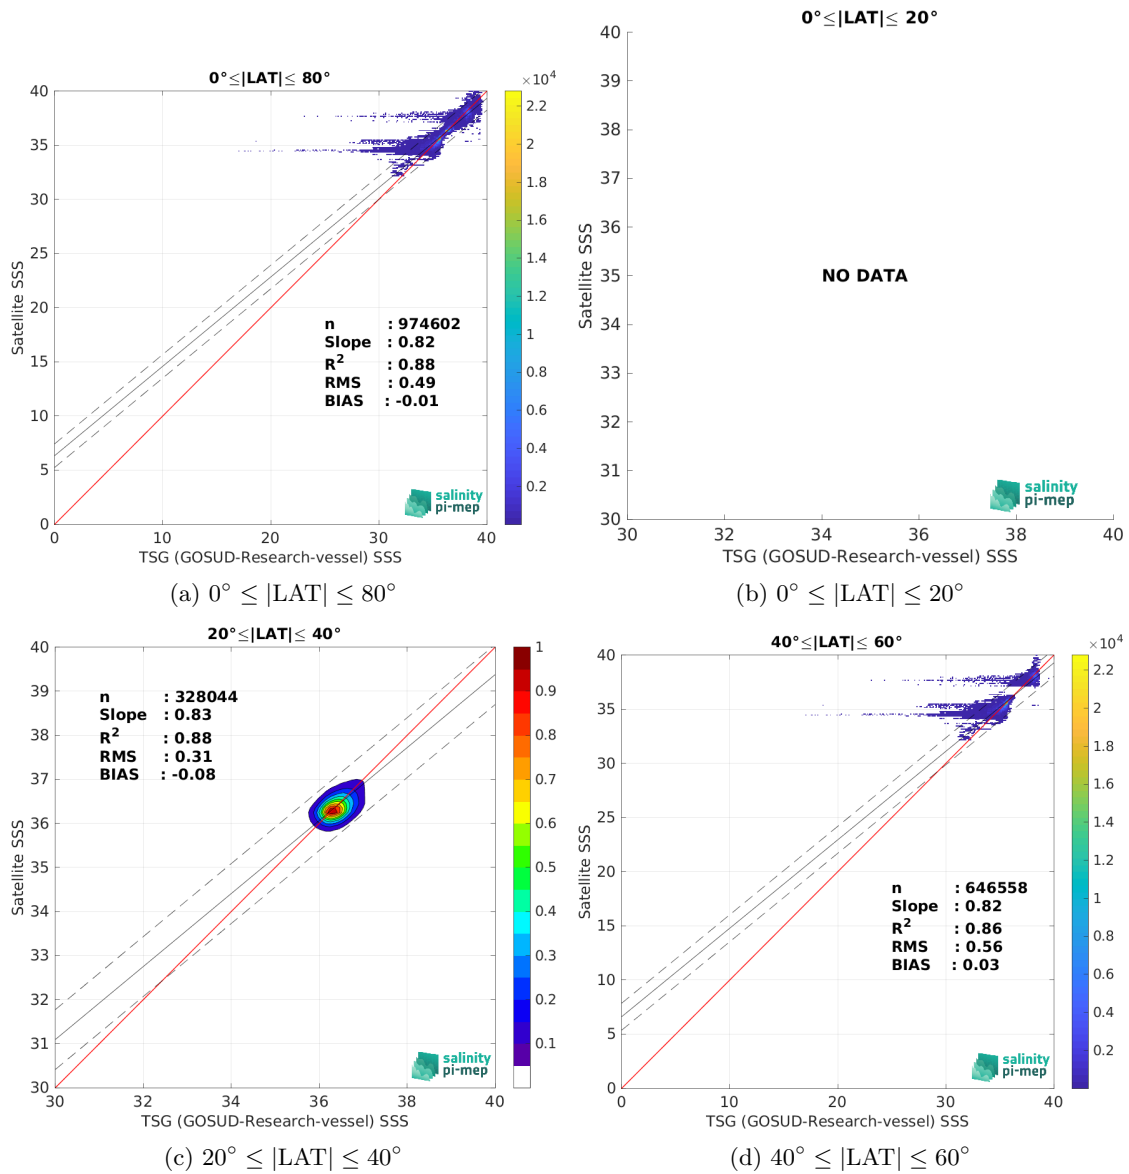 0°≤|LAT|≤ 80°
×10⁴
40
35
30
25
20
15
10
5
0
0
10
20
30
40
2.2
2
1.8
1.6
1.4
1.2
1
0.8
0.6
0.4
0.2
Satellite SSS
n : 974602
Slope : 0.82
R² : 0.88
RMS : 0.49
BIAS : -0.01
salinity
pi-mep
TSG (GOSUD-Research-vessel) SSS
(a) 0° ≤ |LAT| ≤ 80°
0°≤|LAT|≤ 20°
40
39
38
37
36
35
34
33
32
31
30
30
32
34
36
38
40
Satellite SSS
NO DATA
salinity
pi-mep
TSG (GOSUD-Research-vessel) SSS
(b) 0° ≤ |LAT| ≤ 20°
20°≤|LAT|≤ 40°
40
39
38
37
36
35
34
33
32
31
30
30
32
34
36
38
40
1
0.9
0.8
0.7
0.6
0.5
0.4
0.3
0.2
0.1
Satellite SSS
n : 328044
Slope : 0.83
R² : 0.88
RMS : 0.31
BIAS : -0.08
salinity
pi-mep
TSG (GOSUD-Research-vessel) SSS
(c) 20° ≤ |LAT| ≤ 40°
40°≤|LAT|≤ 60°
×10⁴
40
35
30
25
20
15
10
5
0
0
10
20
30
40
2.2
2
1.8
1.6
1.4
1.2
1
0.8
0.6
0.4
0.2
Satellite SSS
n : 646558
Slope : 0.82
R² : 0.86
RMS : 0.56
BIAS : 0.03
salinity
pi-mep
TSG (GOSUD-Research-vessel) SSS
(d) 40° ≤ |LAT| ≤ 60°